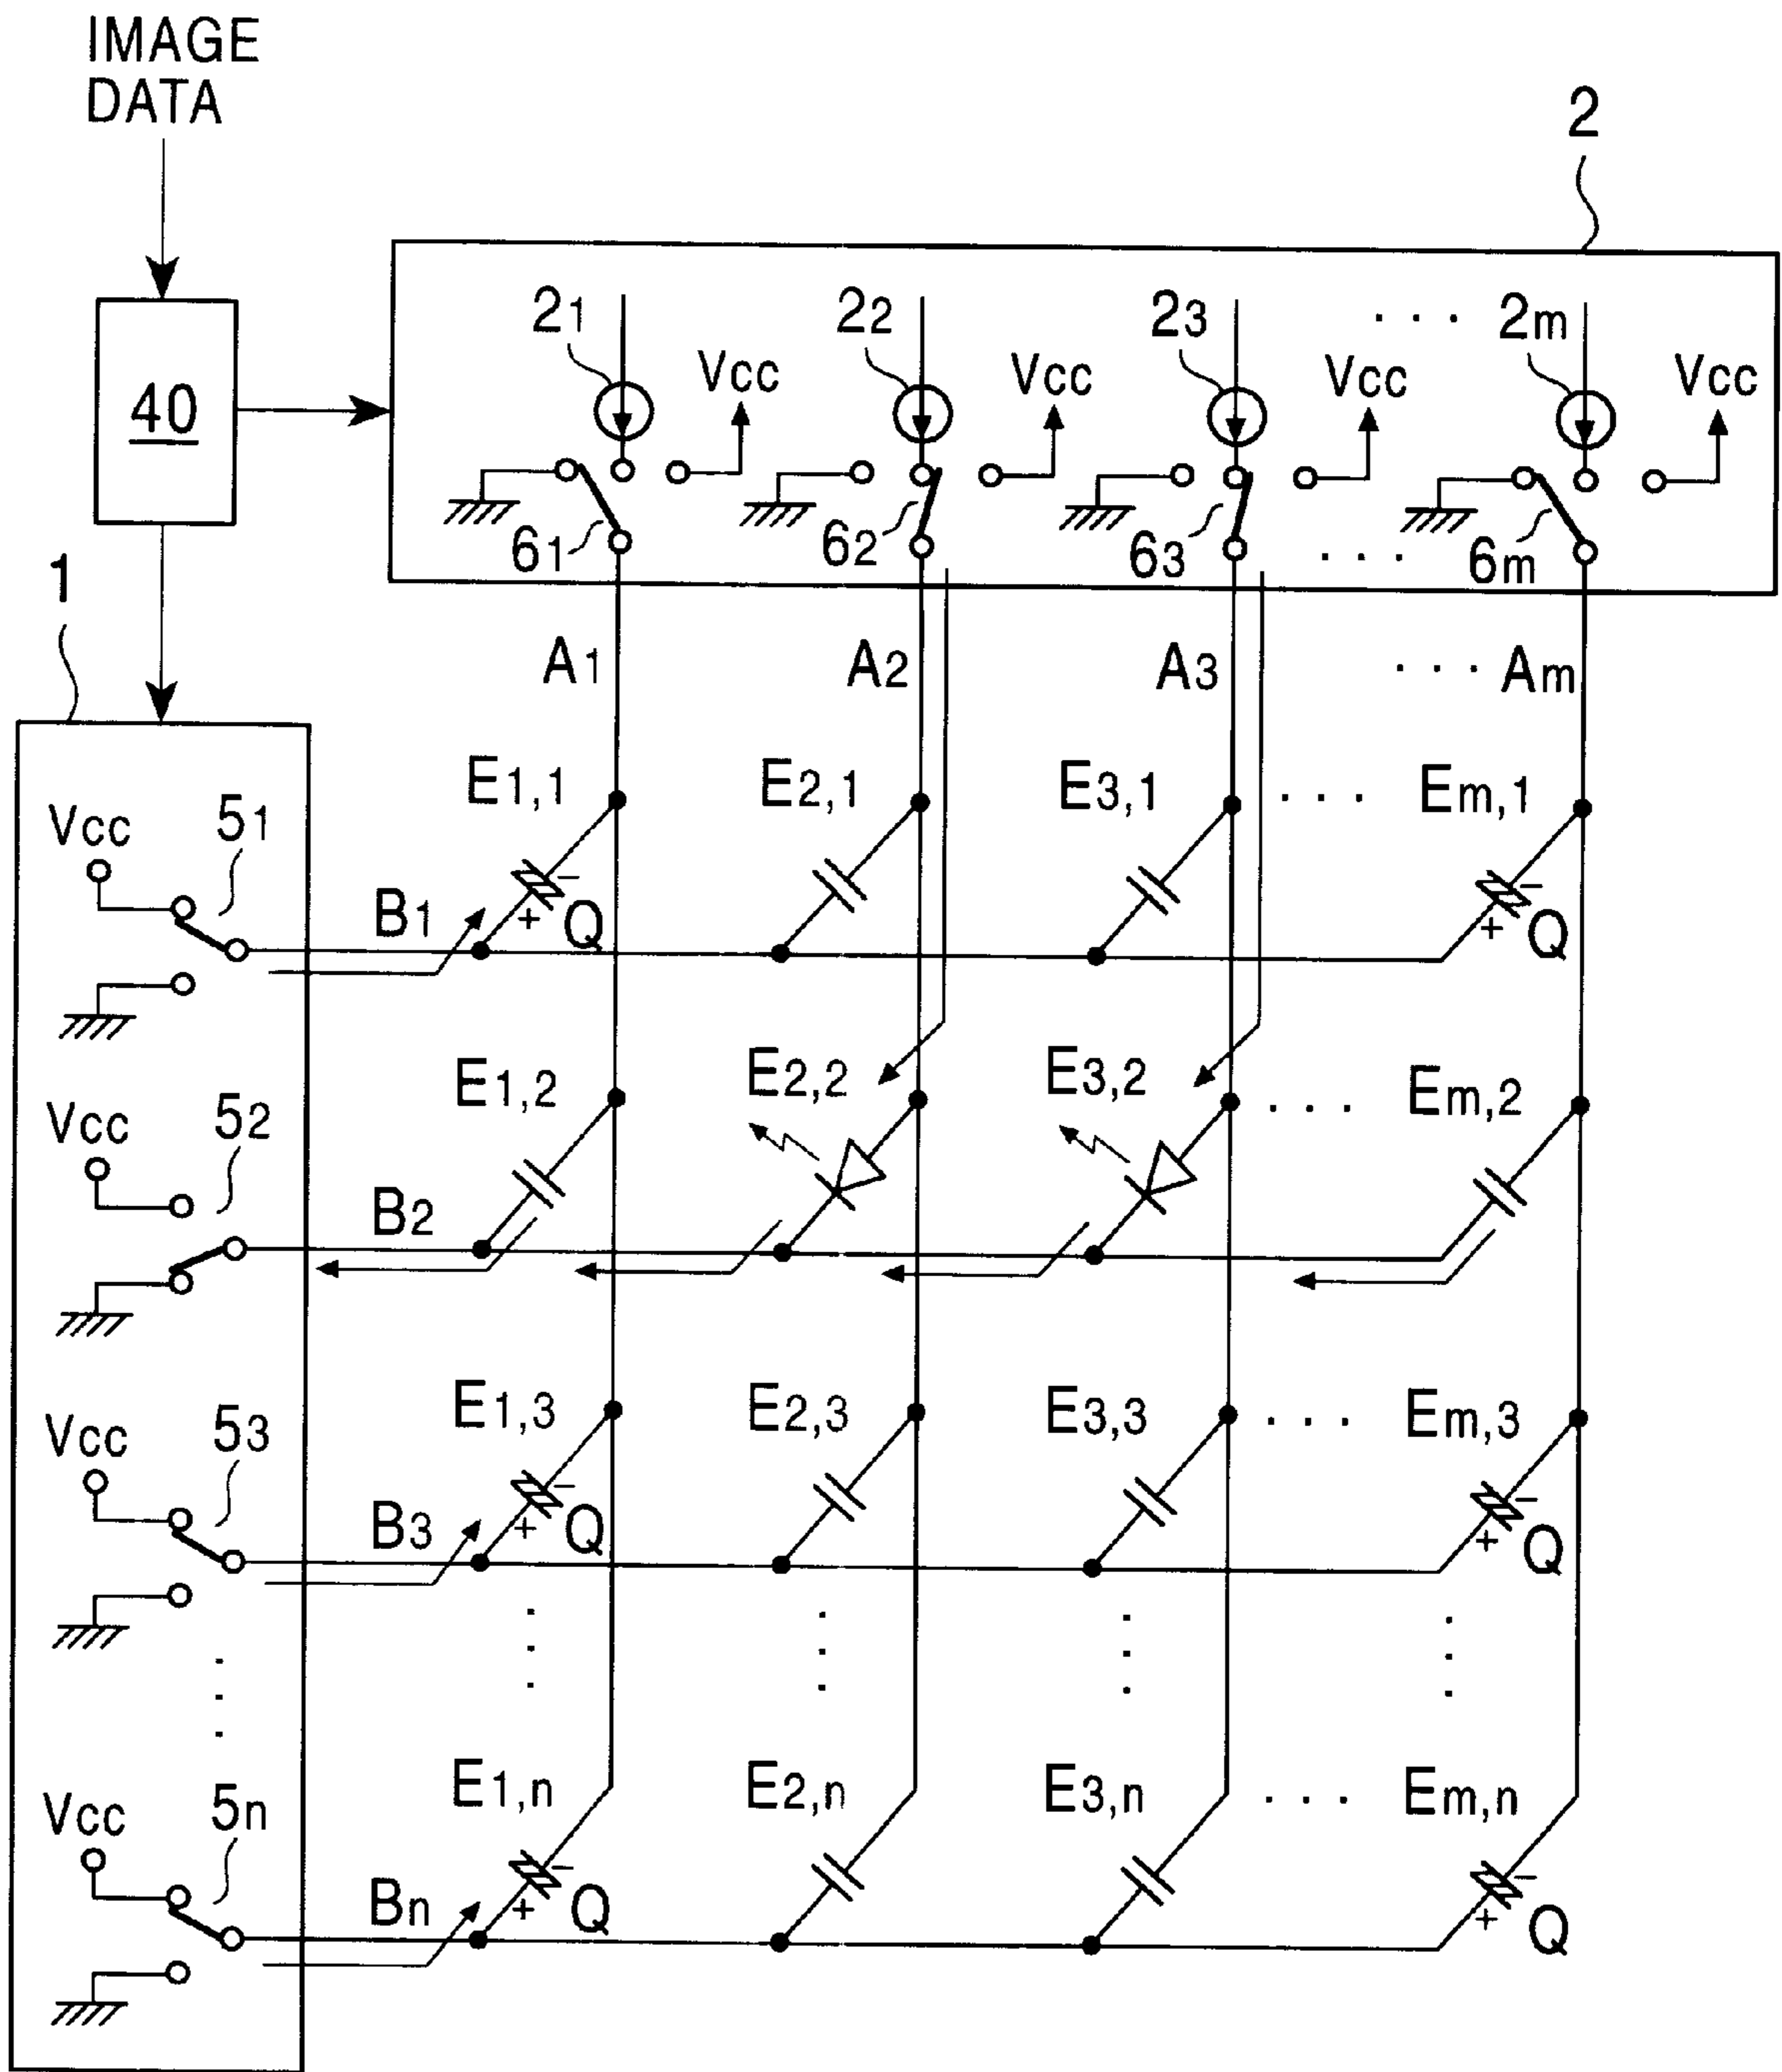 IMAGE
DATA
2
21 22 23 . . . 2m
Vcc Vcc Vcc Vcc
40
61 62 63 . . . 6m
1
A1 A2 A3 . . . Am
E1,1 E2,1 E3,1 . . . Em,1
Vcc 51
B1 - + Q - + Q
E1,2 E2,2 E3,2 . . . Em,2
Vcc 52
B2
E1,3 E2,3 E3,3 . . . Em,3
Vcc 53
B3 - + Q - + Q
E1,n E2,n E3,n . . . Em,n
Vcc 5n
Bn - + Q - + Q